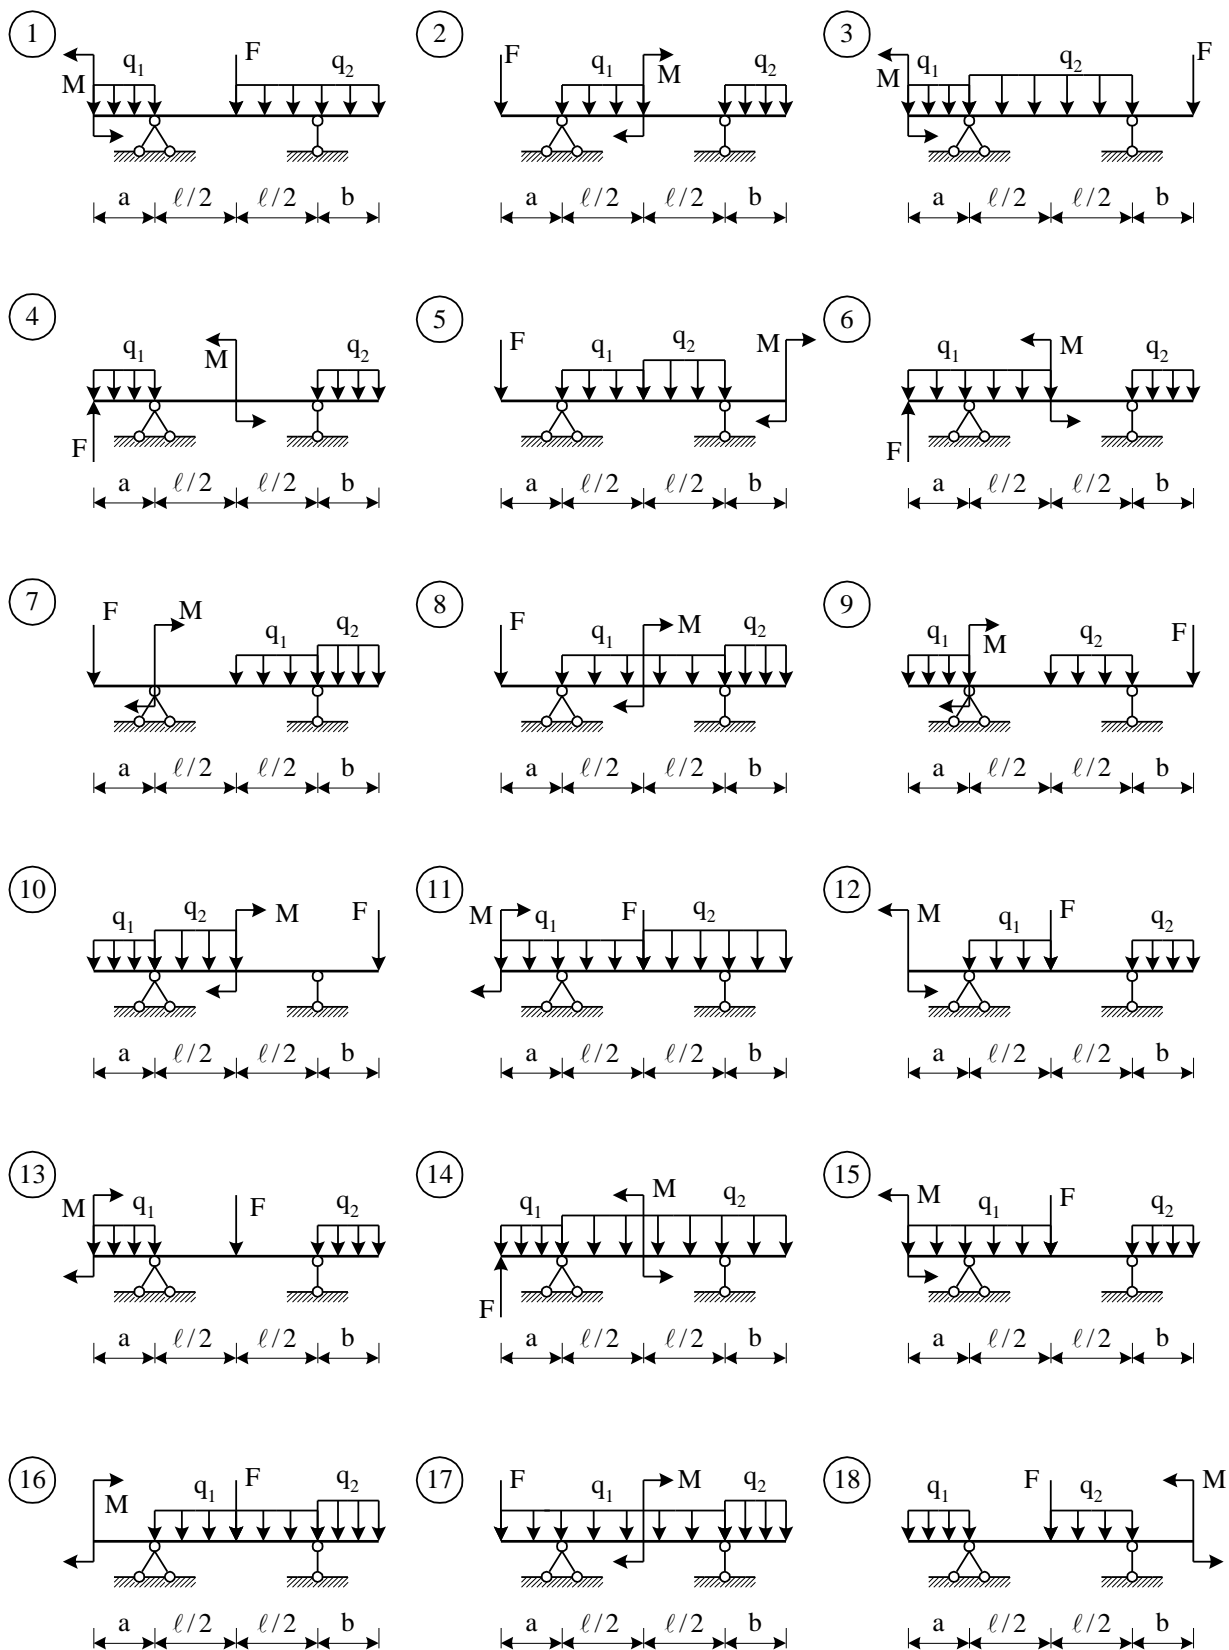 1 2 3
M q₁ F q₂ F q₁ M q₂ M q₁ q₂ F
a ℓ/2 ℓ/2 b a ℓ/2 ℓ/2 b a ℓ/2 ℓ/2 b
4 5 6
F q₁ M q₂ F q₁ q₂ M F q₁ M q₂
a ℓ/2 ℓ/2 b a ℓ/2 ℓ/2 b a ℓ/2 ℓ/2 b
7 8 9
F M q₁ q₂ F q₁ M q₂ q₁ M q₂ F
a ℓ/2 ℓ/2 b a ℓ/2 ℓ/2 b a ℓ/2 ℓ/2 b
10 11 12
q₁ q₂ M F M q₁ F q₂ M q₁ F q₂
a ℓ/2 ℓ/2 b a ℓ/2 ℓ/2 b a ℓ/2 ℓ/2 b
13 14 15
M q₁ F q₂ F q₁ M q₂ M q₁ F q₂
a ℓ/2 ℓ/2 b a ℓ/2 ℓ/2 b a ℓ/2 ℓ/2 b
16 17 18
M q₁ F q₂ F q₁ M q₂ q₁ F q₂ M
a ℓ/2 ℓ/2 b a ℓ/2 ℓ/2 b a ℓ/2 ℓ/2 b